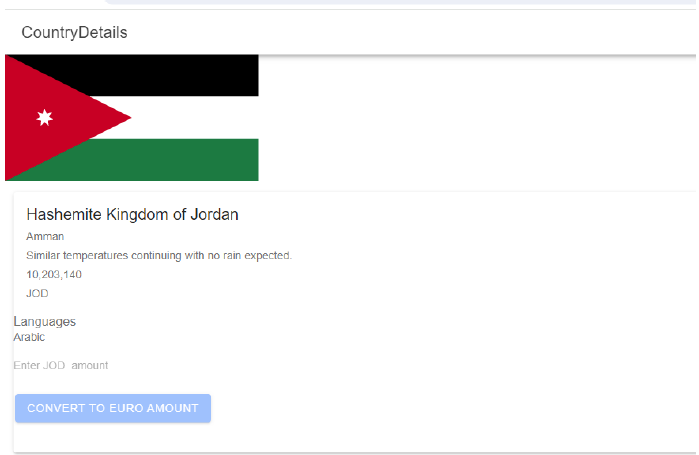 CountryDetails
Hashemite Kingdom of Jordan
Amman
Similar temperatures continuing with no rain expected.
10,203,140
JOD
Languages
Arabic
Enter JOD amount
CONVERT TO EURO AMOUNT